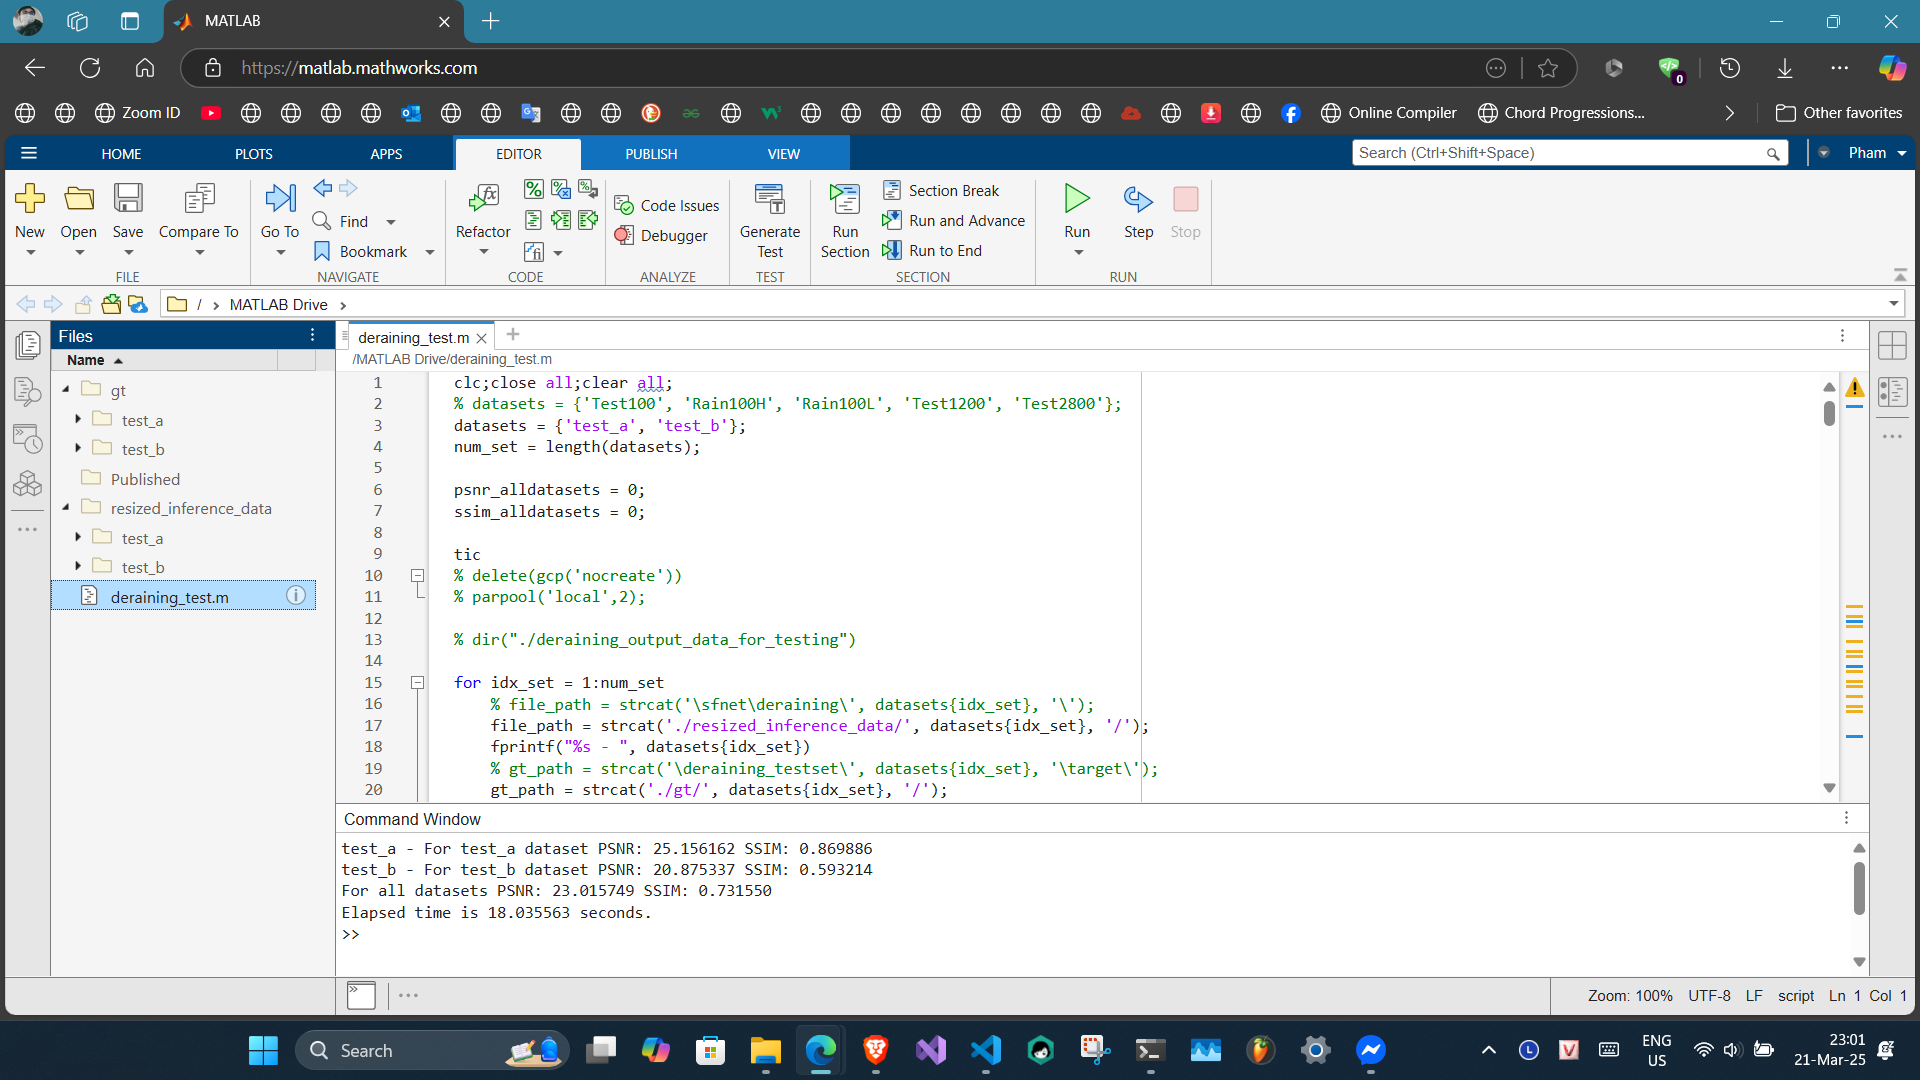 MATLAB
https://matlab.mathworks.com
0
Zoom ID
Online Compiler
Chord Progressions...
Other favorites
HOME
PLOTS
APPS
EDITOR
PUBLISH
VIEW
Search (Ctrl+Shift+Space)
Pham
New
Open
Save
Compare To
FILE
Go To
Find
Bookmark
NAVIGATE
Refactor
CODE
Code Issues
Debugger
ANALYZE
Generate
Test
TEST
Run
Section
Section Break
Run and Advance
Run to End
SECTION
Run
Step
Stop
RUN
/ › MATLAB Drive ›
Files
Name
gt
test_a
test_b
Published
resized_inference_data
test_a
test_b
deraining_test.m
deraining_test.m
/MATLAB Drive/deraining_test.m
1 clc;close all;clear all;
2 % datasets = {'Test100', 'Rain100H', 'Rain100L', 'Test1200', 'Test2800'};
3 datasets = {'test_a', 'test_b'};
4 num_set = length(datasets);
5
6 psnr_alldatasets = 0;
7 ssim_alldatasets = 0;
8
9 tic
10 % delete(gcp('nocreate'))
11 % parpool('local',2);
12
13 % dir("./deraining_output_data_for_testing")
14
15 for idx_set = 1:num_set
16 % file_path = strcat('\sfnet\deraining\', datasets{idx_set}, '\');
17 file_path = strcat('./resized_inference_data/', datasets{idx_set}, '/');
18 fprintf("%s - ", datasets{idx_set})
19 % gt_path = strcat('\deraining_testset\', datasets{idx_set}, '\target\');
20 gt_path = strcat('./gt/', datasets{idx_set}, '/');
Command Window
test_a - For test_a dataset PSNR: 25.156162 SSIM: 0.869886
test_b - For test_b dataset PSNR: 20.875337 SSIM: 0.593214
For all datasets PSNR: 23.015749 SSIM: 0.731550
Elapsed time is 18.035563 seconds.
>>
Zoom: 100%
UTF-8
LF
script
Ln 1 Col 1
Search
ENG
US
23:01
21-Mar-25